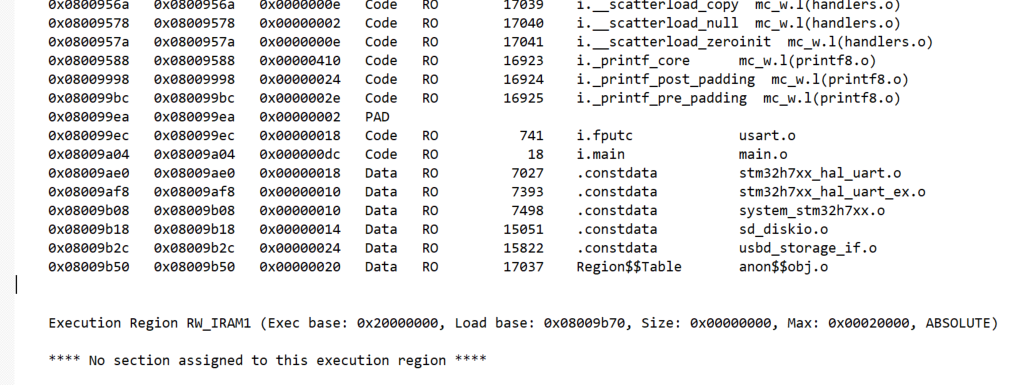 0x0800956a 0x0800956a 0x0000000e Code RO 17039 i.__scatterload_copy mc_w.l(handlers.o)
0x08009578 0x08009578 0x00000002 Code RO 17040 i.__scatterload_null mc_w.l(handlers.o)
0x0800957a 0x0800957a 0x0000000e Code RO 17041 i.__scatterload_zeroinit mc_w.l(handlers.o)
0x08009588 0x08009588 0x00000410 Code RO 16923 i._printf_core mc_w.l(printf8.o)
0x08009998 0x08009998 0x00000024 Code RO 16924 i._printf_post_padding mc_w.l(printf8.o)
0x080099bc 0x080099bc 0x0000002e Code RO 16925 i._printf_pre_padding mc_w.l(printf8.o)
0x080099ea 0x080099ea 0x00000002 PAD
0x080099ec 0x080099ec 0x00000018 Code RO 741 i.fputc usart.o
0x08009a04 0x08009a04 0x000000dc Code RO 18 i.main main.o
0x08009ae0 0x08009ae0 0x00000018 Data RO 7027 .constdata stm32h7xx_hal_uart.o
0x08009af8 0x08009af8 0x00000010 Data RO 7393 .constdata stm32h7xx_hal_uart_ex.o
0x08009b08 0x08009b08 0x00000010 Data RO 7498 .constdata system_stm32h7xx.o
0x08009b18 0x08009b18 0x00000014 Data RO 15051 .constdata sd_diskio.o
0x08009b2c 0x08009b2c 0x00000024 Data RO 15822 .constdata usbd_storage_if.o
0x08009b50 0x08009b50 0x00000020 Data RO 17037 Region$$Table anon$$obj.o
Execution Region RW_IRAM1 (Exec base: 0x20000000, Load base: 0x08009b70, Size: 0x00000000, Max: 0x00020000, ABSOLUTE)
**** No section assigned to this execution region ****